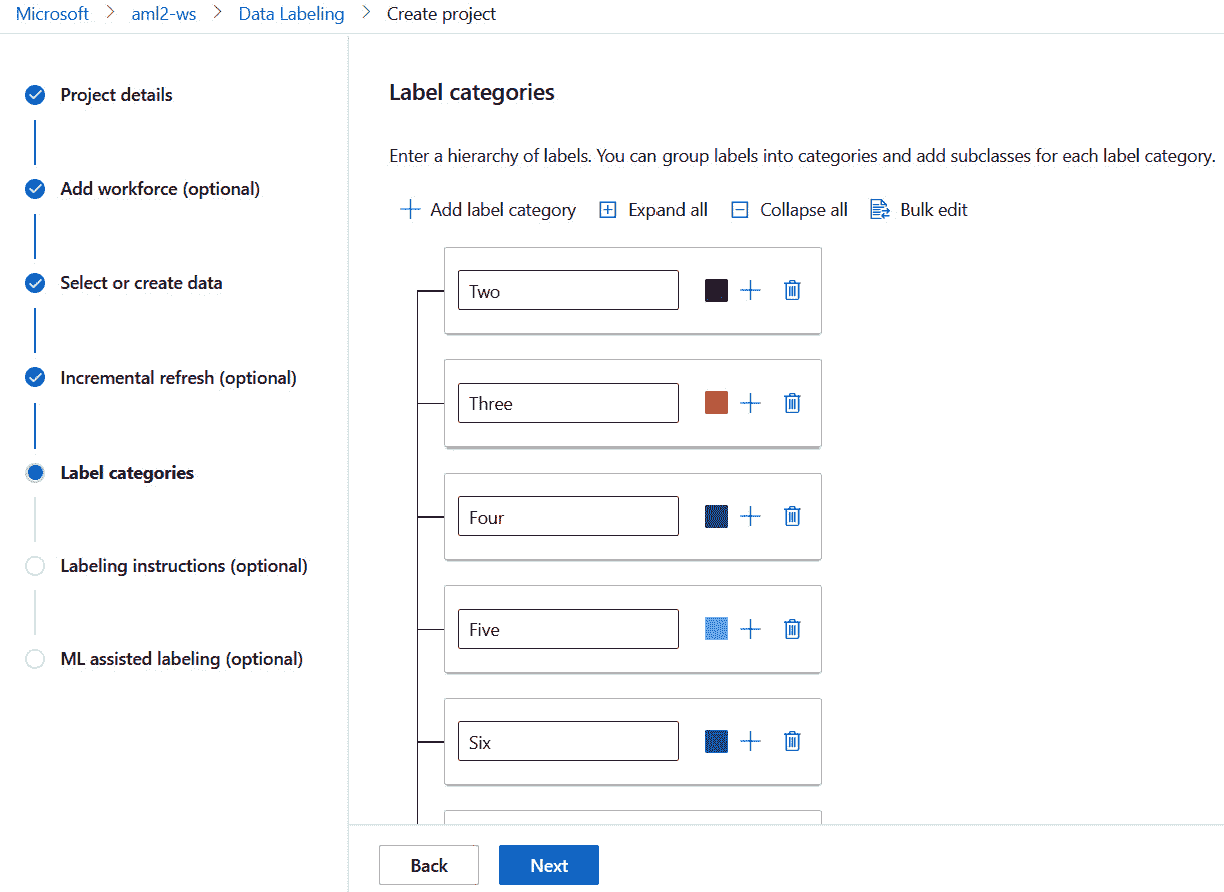 Microsoft > aml2-ws > Data Labeling > Create project
Project details
Add workforce (optional)
Select or create data
Incremental refresh (optional)
Label categories
Labeling instructions (optional)
ML assisted labeling (optional)
Label categories
Enter a hierarchy of labels. You can group labels into categories and add subclasses for each label category.
Add label category Expand all Collapse all Bulk edit
Two
Three
Four
Five
Six
Back Next